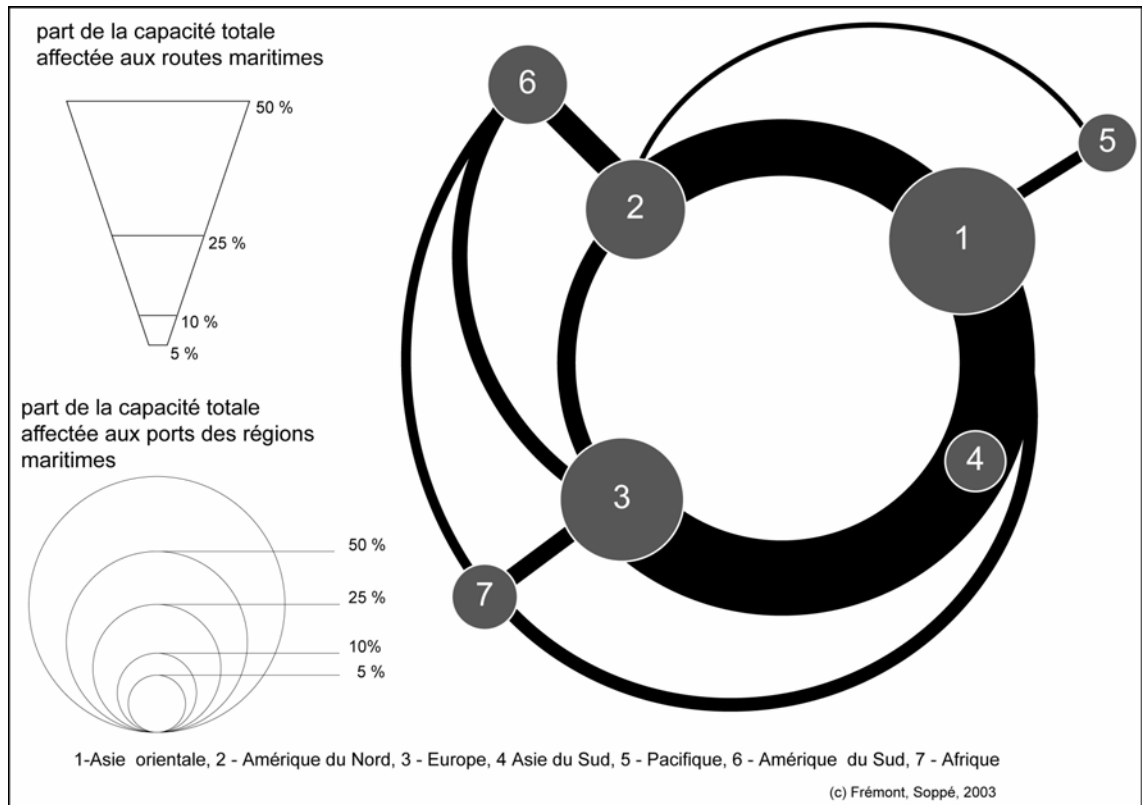 part de la capacité totale
affectée aux routes maritimes
50 %
25 %
10 %
5 %
part de la capacité totale
affectée aux ports des régions
maritimes
50 %
25 %
10%
5 %
6
5
2
1
4
3
7
1-Asie orientale, 2 - Amérique du Nord, 3 - Europe, 4 Asie du Sud, 5 - Pacifique, 6 - Amérique du Sud, 7 - Afrique
(c) Frémont, Soppé, 2003